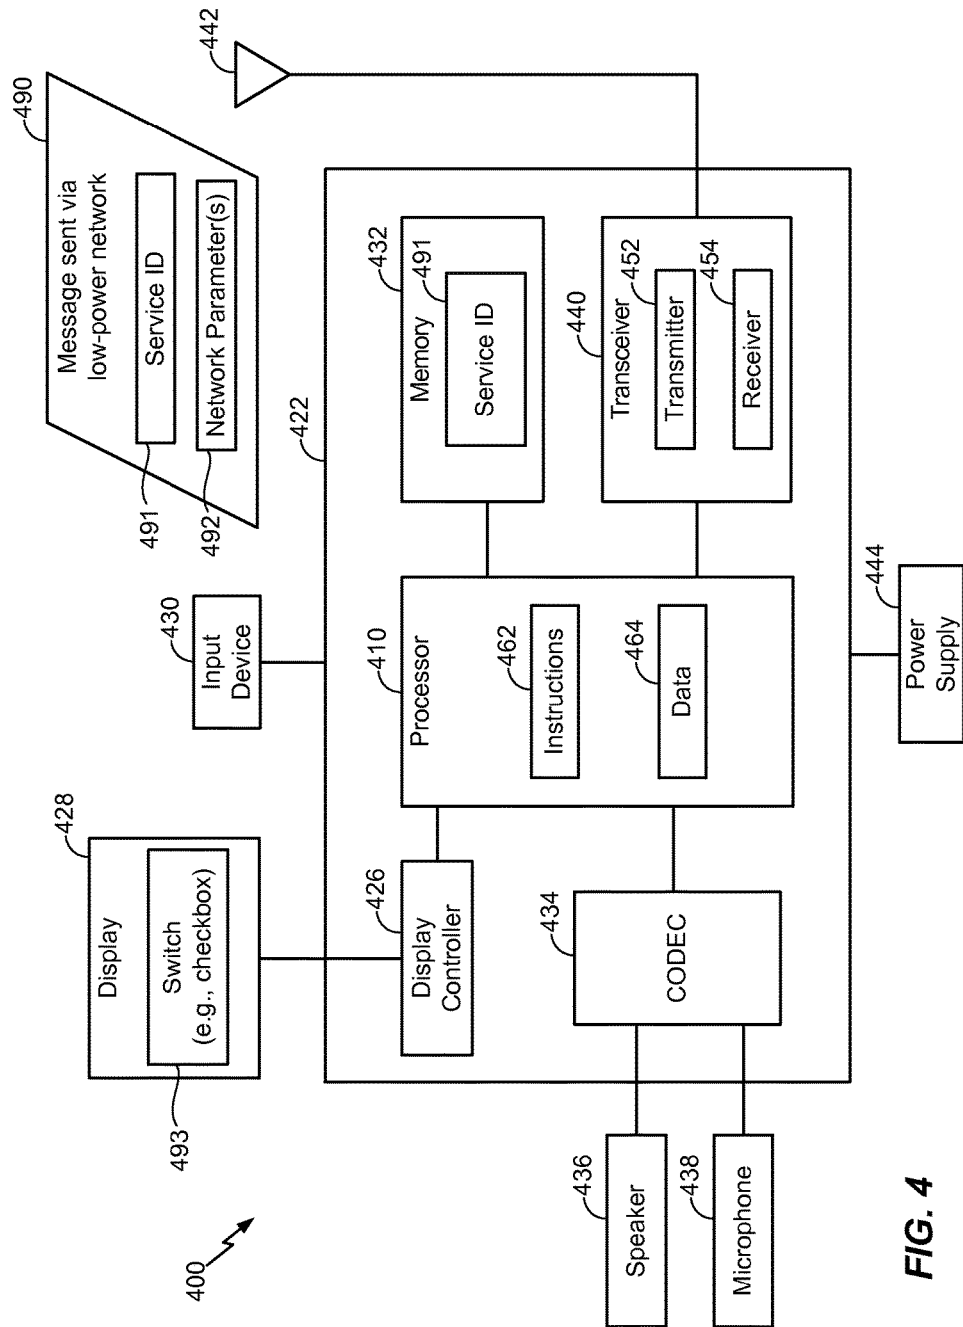 400
428
Display
Switch
(e.g., checkbox)
493
430
Input
Device
490
Message sent via
low-power network
491
Service ID
492
Network Parameter(s)
442
422
426
Display
Controller
410
Processor
462
Instructions
464
Data
432
Memory
491
Service ID
434
CODEC
440
Transceiver
452
Transmitter
454
Receiver
436
Speaker
438
Microphone
444
Power
Supply
FIG. 4